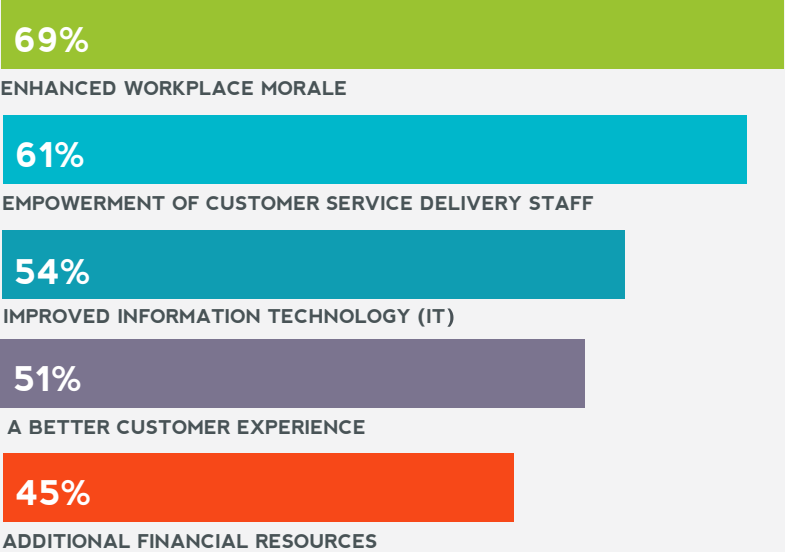 69%
ENHANCED WORKPLACE MORALE
61%
EMPOWERMENT OF CUSTOMER SERVICE DELIVERY STAFF
54%
IMPROVED INFORMATION TECHNOLOGY (IT)
51%
A BETTER CUSTOMER EXPERIENCE
45%
ADDITIONAL FINANCIAL RESOURCES